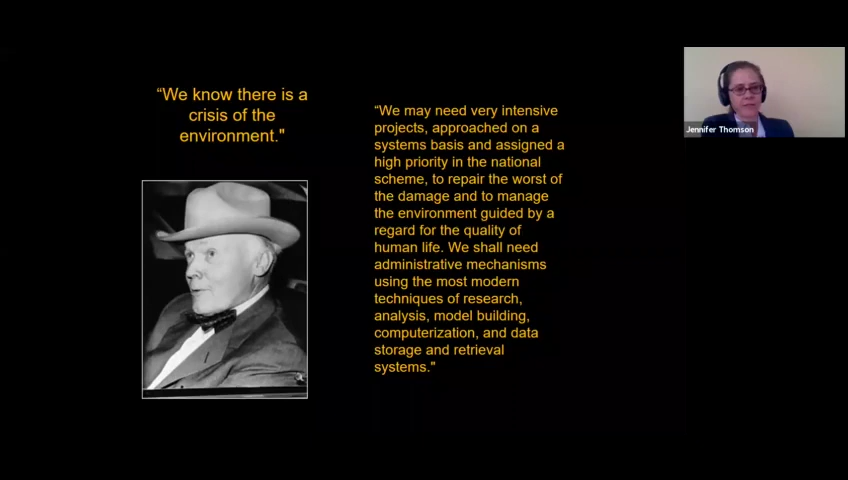 “We know there is a
crisis of the
environment."
“We may need very intensive
projects, approached on a
systems basis and assigned a
high priority in the national
scheme, to repair the worst of
the damage and to manage
the environment guided by a
regard for the quality of
human life. We shall need
administrative mechanisms
using the most modern
techniques of research,
analysis, model building,
computerization, and data
storage and retrieval
systems."
Jennifer Thomson